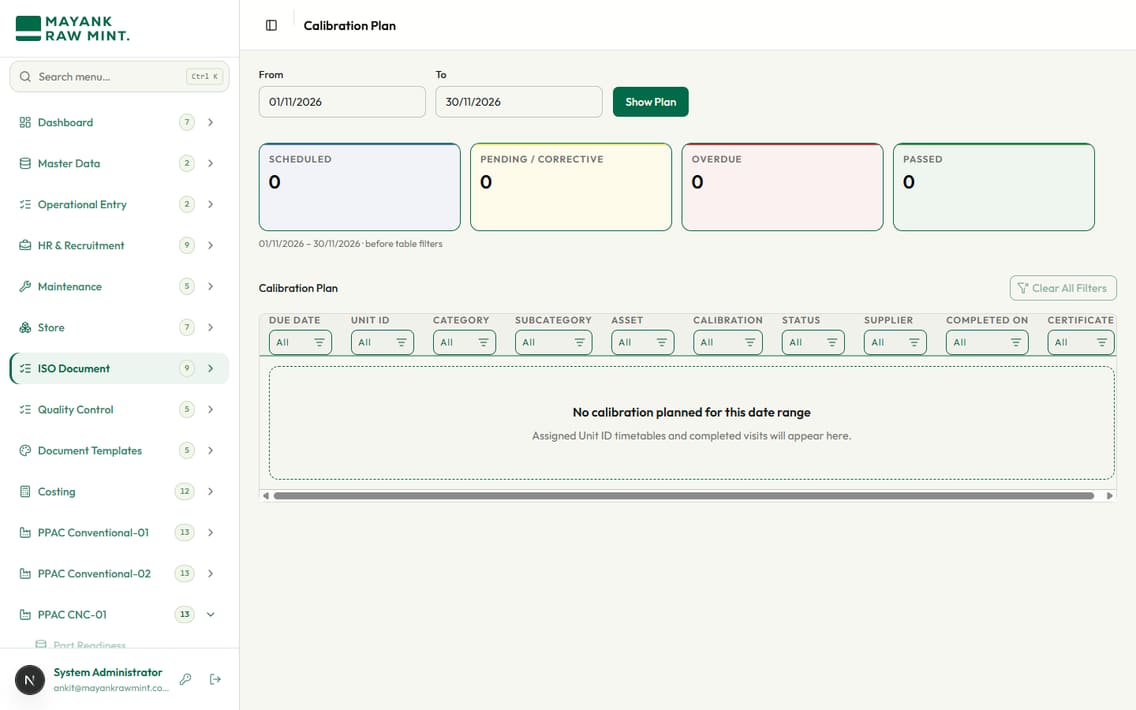 MAYANK
RAW MINT.
Search menu...
Ctrl K
Dashboard 7
Master Data 2
Operational Entry 2
HR & Recruitment 9
Maintenance 5
Store 7
ISO Document 9
Quality Control 5
Document Templates 5
Costing 12
PPAC Conventional-01 13
PPAC Conventional-02 13
PPAC CNC-01 13
Part Readiness
N
System Administrator
ankit@mayankrawmint.co...
Calibration Plan
From
To
01/11/2026
30/11/2026
Show Plan
SCHEDULED
0
PENDING / CORRECTIVE
0
OVERDUE
0
PASSED
0
01/11/2026 – 30/11/2026 · before table filters
Calibration Plan
Clear All Filters
DUE DATE UNIT ID CATEGORY SUBCATEGORY ASSET CALIBRATION STATUS SUPPLIER COMPLETED ON CERTIFICATE
All All All All All All All All All All
No calibration planned for this date range
Assigned Unit ID timetables and completed visits will appear here.